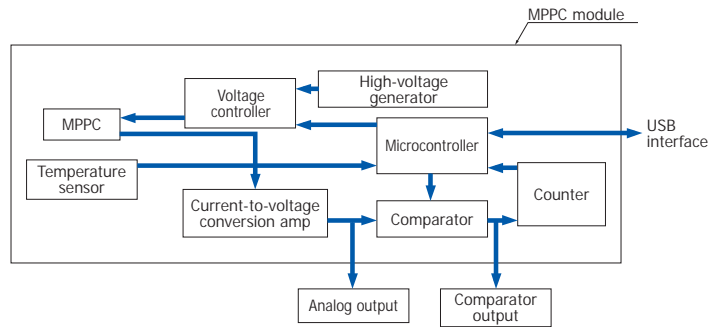 MPPC module
High-voltage
generator
Voltage
controller
MPPC
Microcontroller
USB
interface
Temperature
sensor
Current-to-voltage
conversion amp
Comparator
Counter
Analog output
Comparator
output